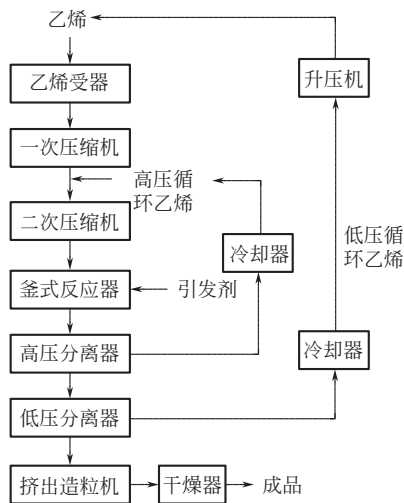 乙烯
乙烯受器
升压机
一次压缩机
高压循
环乙烯
二次压缩机
低压循
环乙烯
冷却器
釜式反应器
引发剂
高压分离器
冷却器
低压分离器
挤出造粒机
干燥器
成品